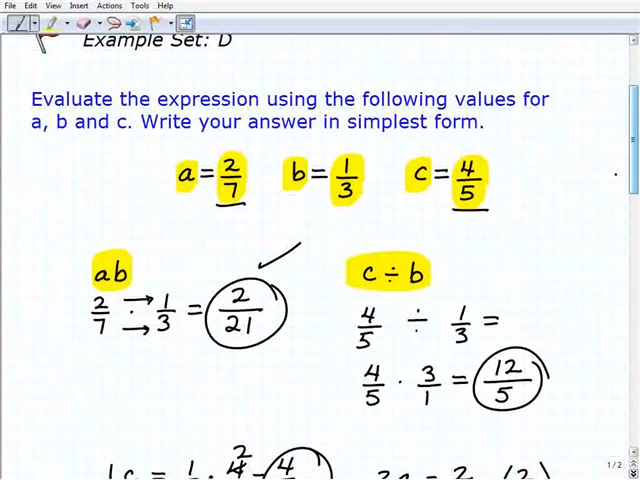 File Edit View Insert Actions Tools Help
Example Set: D
Evaluate the expression using the following values for
a, b and c. Write your answer in simplest form.
a = 2/7 b = 1/3 c = 4/5
ab
2/7 · 1/3 = 2/21
c ÷ b
4/5 ÷ 1/3 =
4/5 · 3/1 = 12/5
1/2